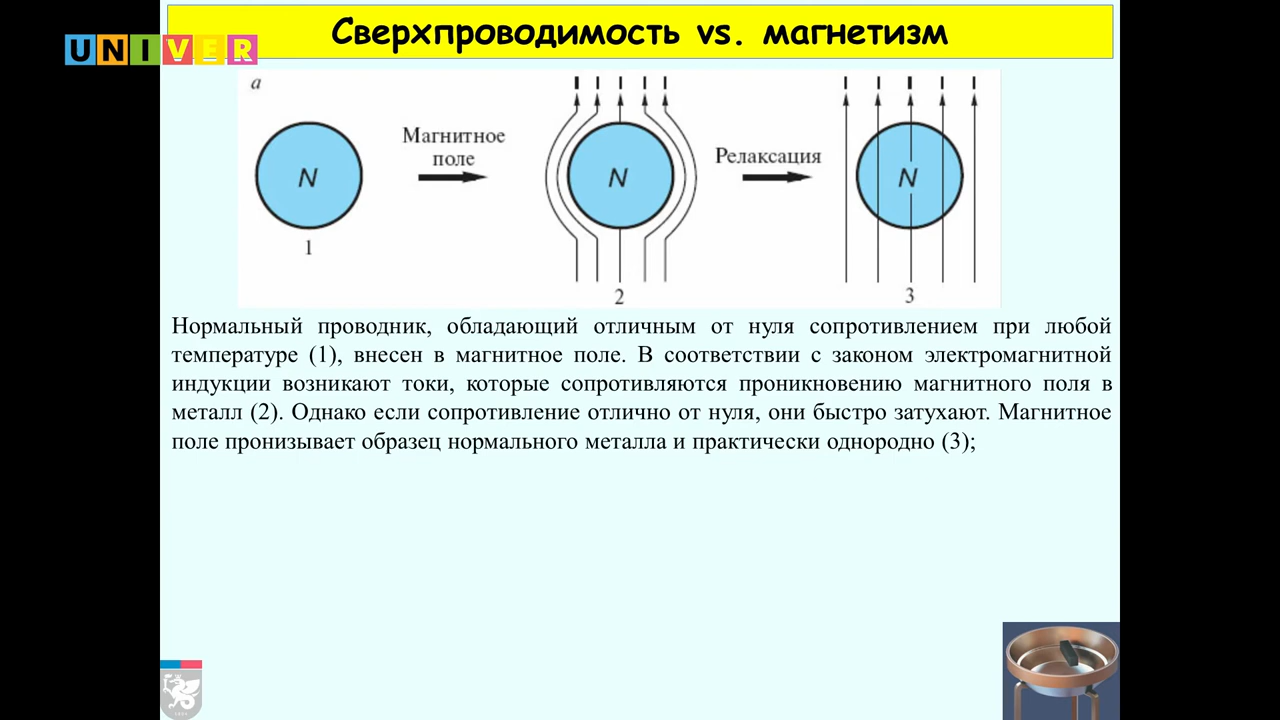 Сверхпроводимость vs. магнетизм
UNIVER
а
Магнитное
поле
Релаксация
N
N
N
1
2
3
Нормальный проводник, обладающий отличным от нуля сопротивлением при любой
температуре (1), внесен в магнитное поле. В соответствии с законом электромагнитной
индукции возникают токи, которые сопротивляются проникновению магнитного поля в
металл (2). Однако если сопротивление отлично от нуля, они быстро затухают. Магнитное
поле пронизывает образец нормального металла и практически однородно (3);